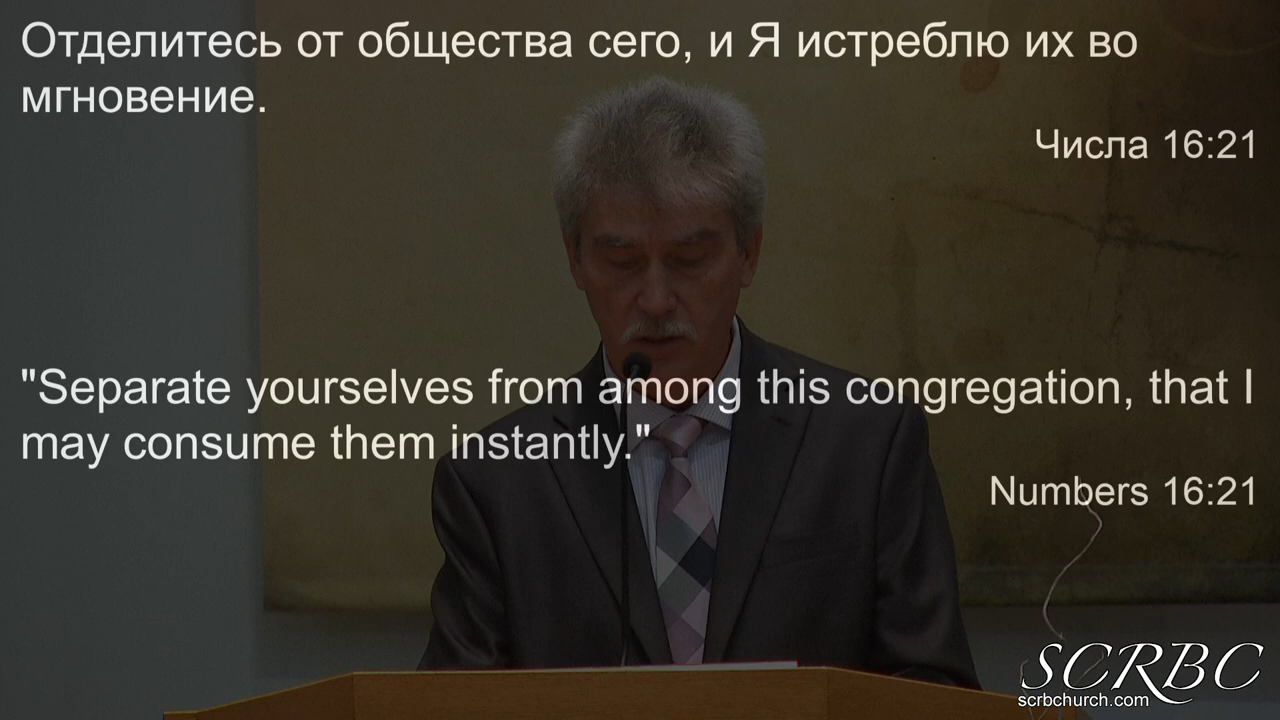 Отделитесь от общества сего, и Я истреблю их во
мгновение.
Числа 16:21
"Separate yourselves from among this congregation, that I
may consume them instantly."
Numbers 16:21
SCRBC
scrbchurch.com